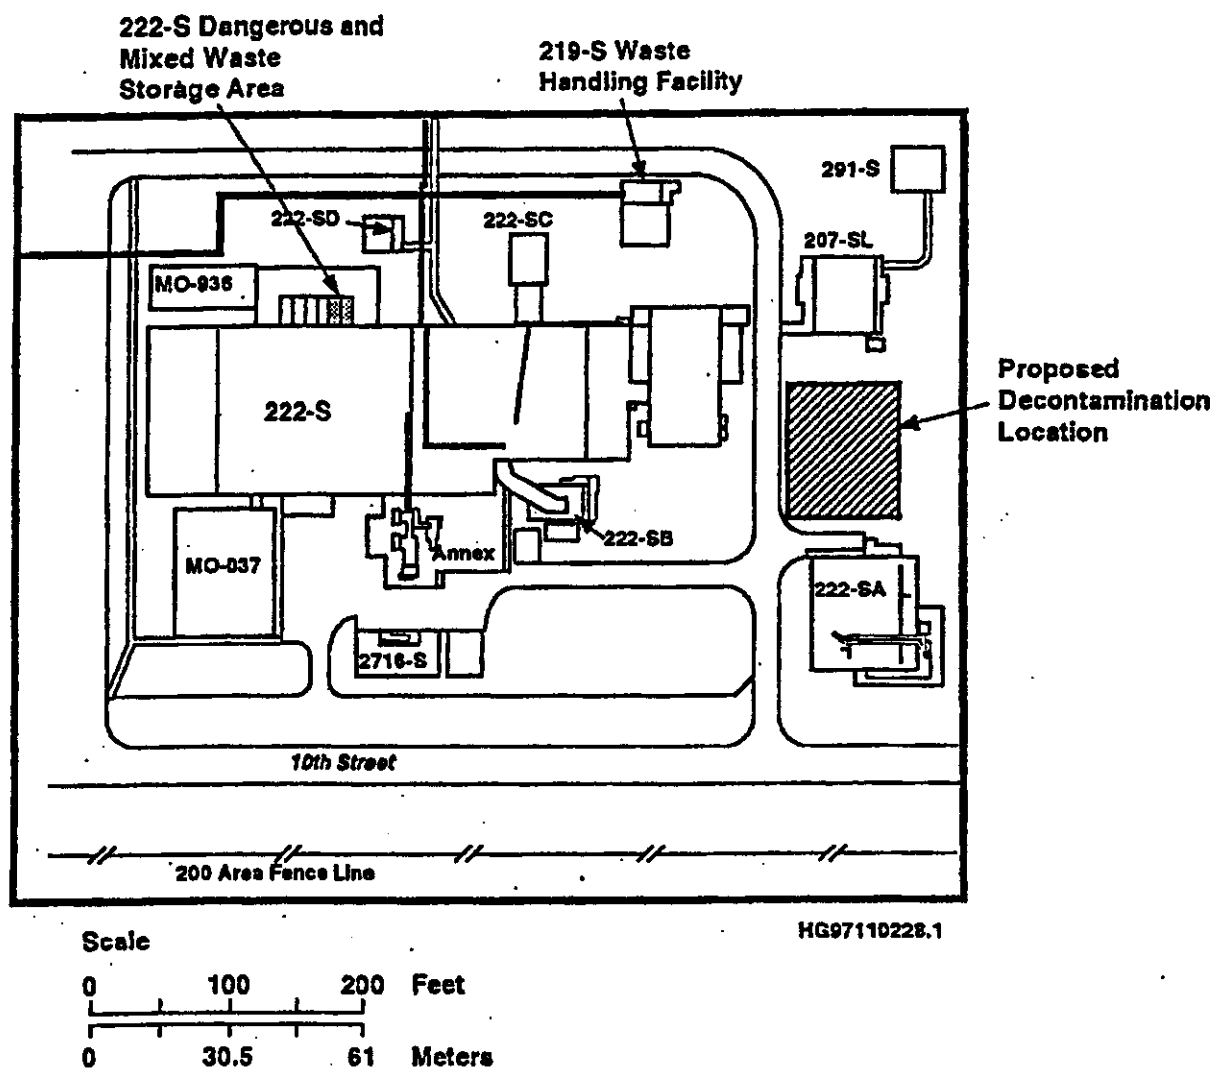 222-S Dangerous and
Mixed Waste
Storage Area
219-S Waste
Handling Facility
291-S
222-SD
222-SC
207-SL
MO-936
Proposed
Decontamination
Location
222-S
222-SB
Annex
MO-037
222-SA
2716-S
10th Street
200 Area Fence Line
HG97110228.1
Scale
0 100 200 Feet
0 30.5 61 Meters